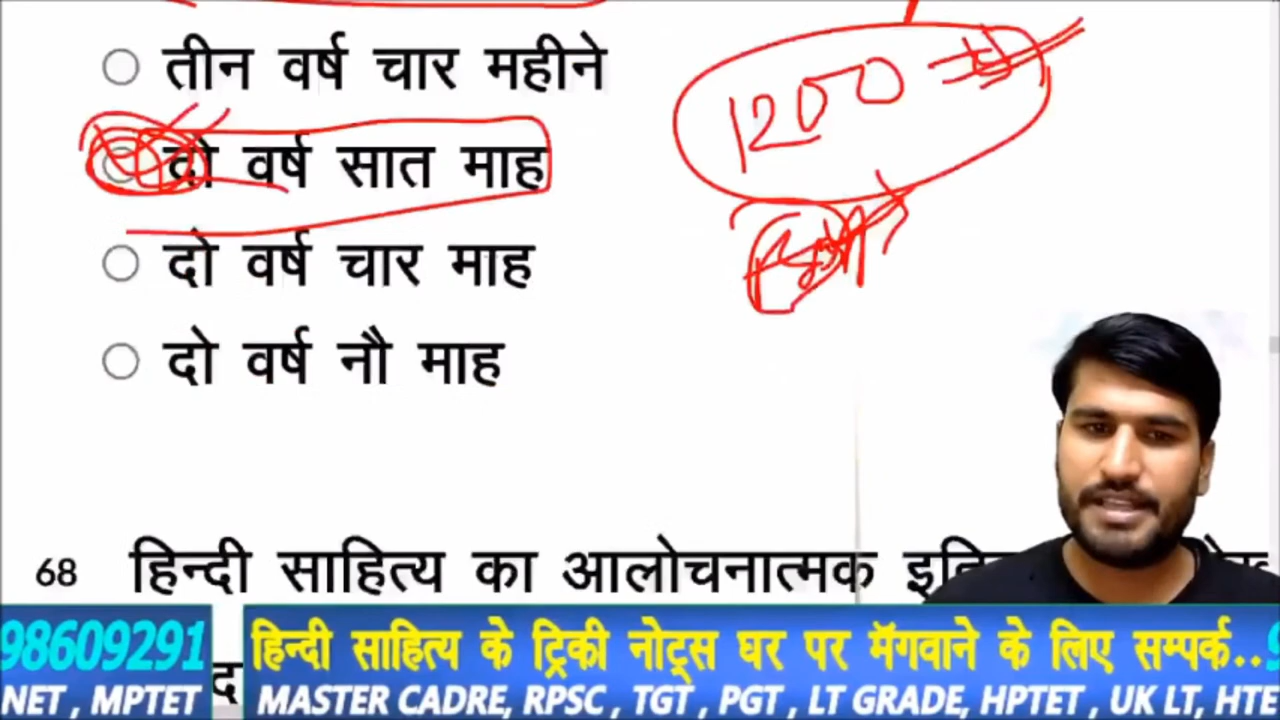 तीन वर्ष चार महीने
1200
दो वर्ष सात माह
दो वर्ष चार माह
दो वर्ष नौ माह
68 हिन्दी साहित्य का आलोचनात्मक
98609291 हिन्दी साहित्य के ट्रिकी नोट्स घर पर मॅगवाने के लिए सम्पर्क..9
NET , MPTET द MASTER CADRE, RPSC , TGT , PGT , LT GRADE, HPTET , UK LT, HTE